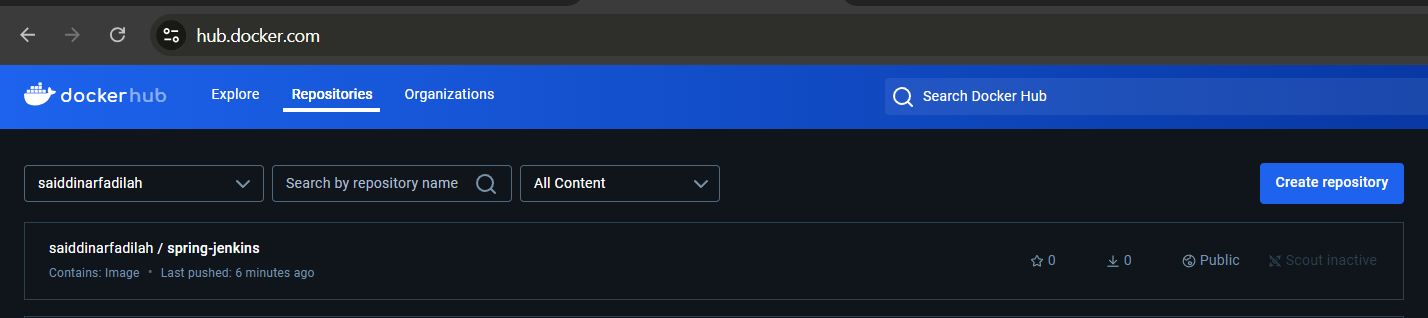 hub.docker.com
dockerhub Explore Repositories Organizations Search Docker Hub
saiddinarfadilah Search by repository name All Content Create repository
saiddinarfadilah / spring-jenkins
Contains: Image • Last pushed: 6 minutes ago 0 0 Public Scout inactive